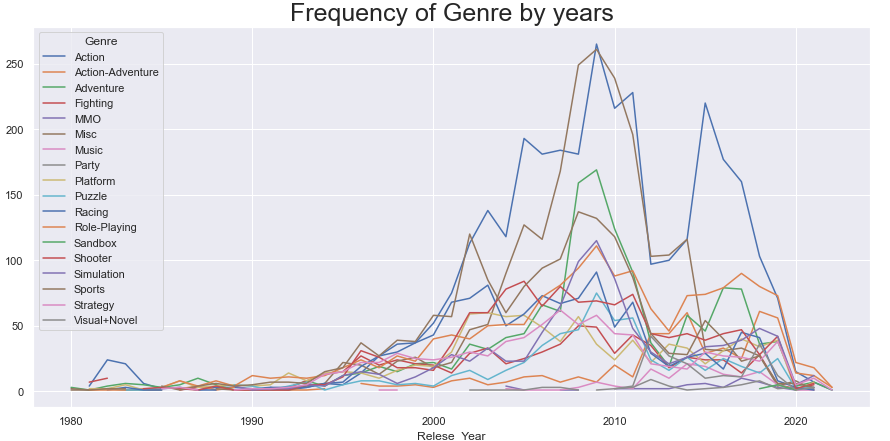 Frequency of Genre by years
Genre
Action
Action-Adventure
Adventure
Fighting
MMO
Misc
Music
Party
Platform
Puzzle
Racing
Role-Playing
Sandbox
Shooter
Simulation
Sports
Strategy
Visual+Novel
250
200
150
100
50
0
1980 1990 2000 2010 2020
Relese Year